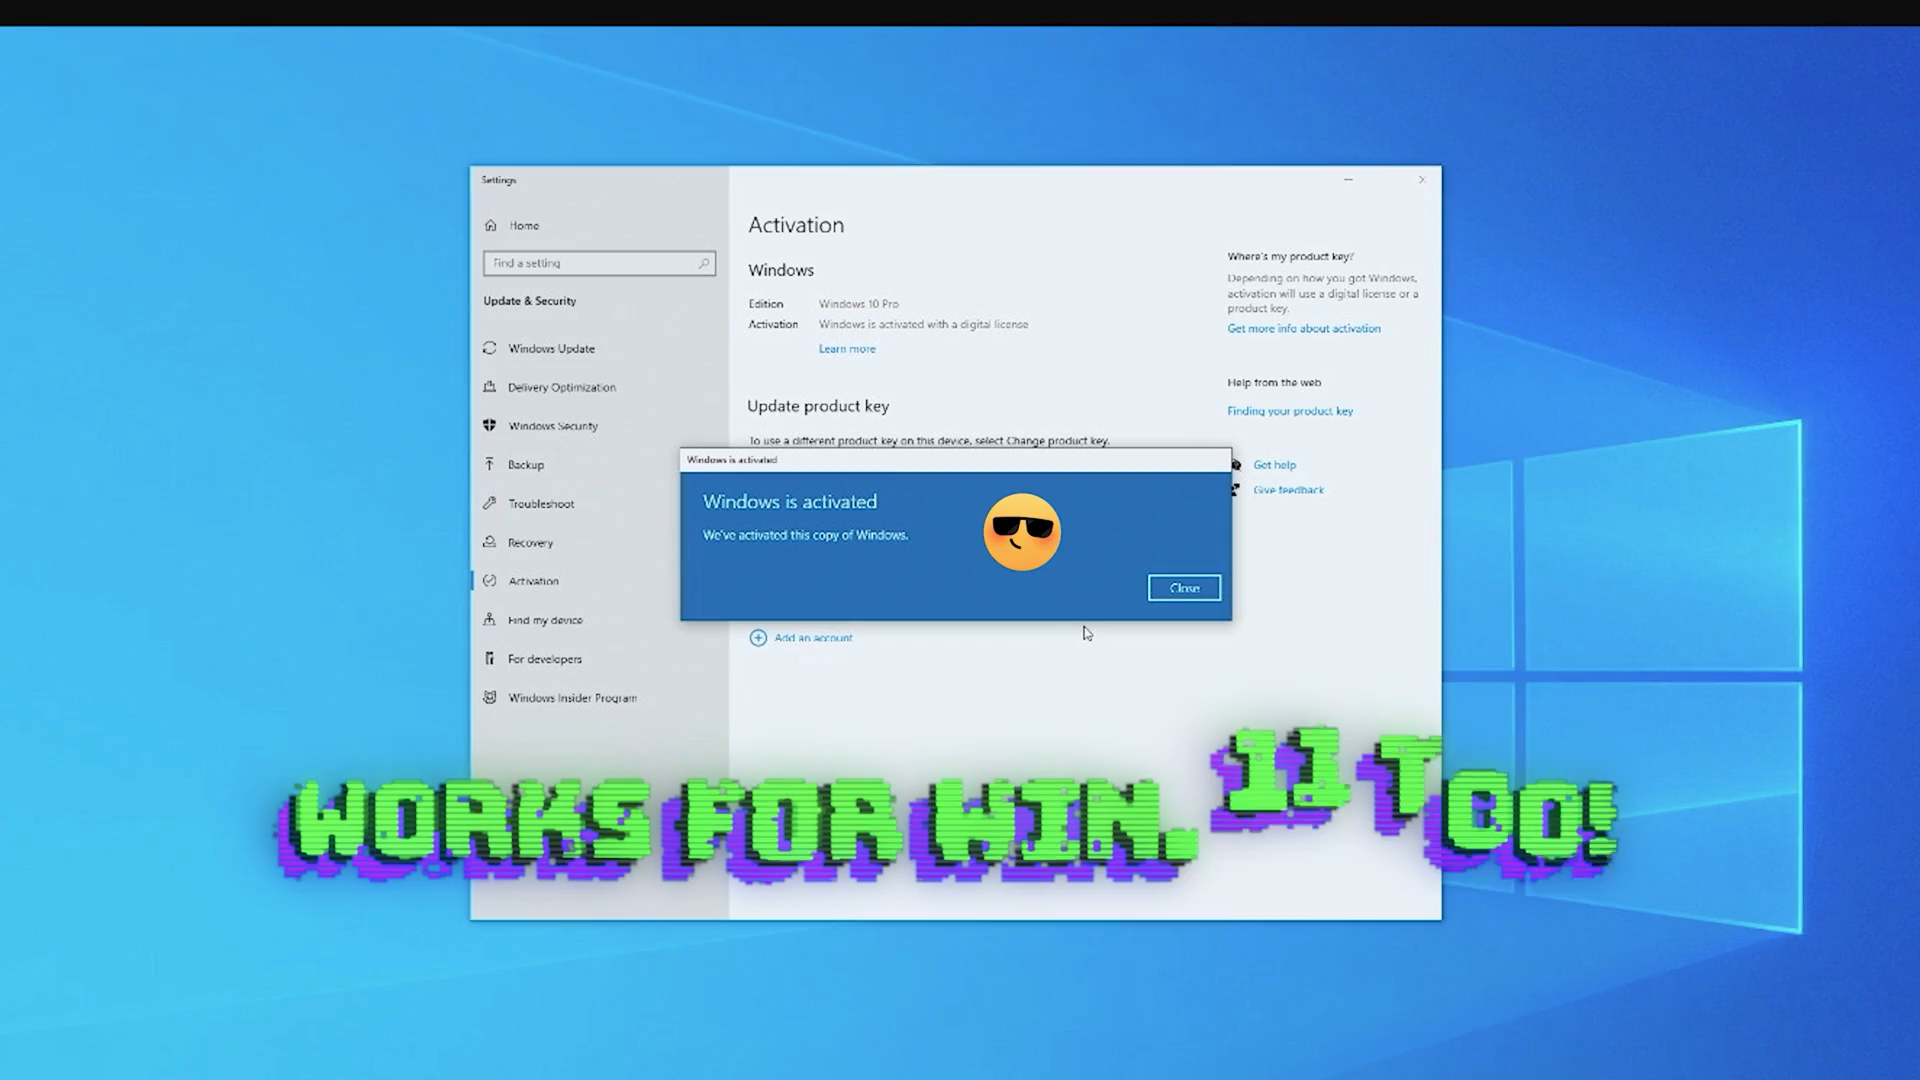 Settings
Home
Find a setting
Update & Security
Windows Update
Delivery Optimization
Windows Security
Backup
Troubleshoot
Recovery
Activation
Find my device
For developers
Windows Insider Program
Activation
Windows
Edition Windows 10 Pro
Activation Windows is activated with a digital license
Learn more
Update product key
To use a different product key on this device, select Change product key.
Windows is activated
Windows is activated
We've activated this copy of Windows.
Close
Add an account
Where's my product key?
Depending on how you got Windows,
activation will use a digital license or a
product key.
Get more info about activation
Help from the web
Finding your product key
Get help
Give feedback
WORKS FOR WIN. 11 TOO!